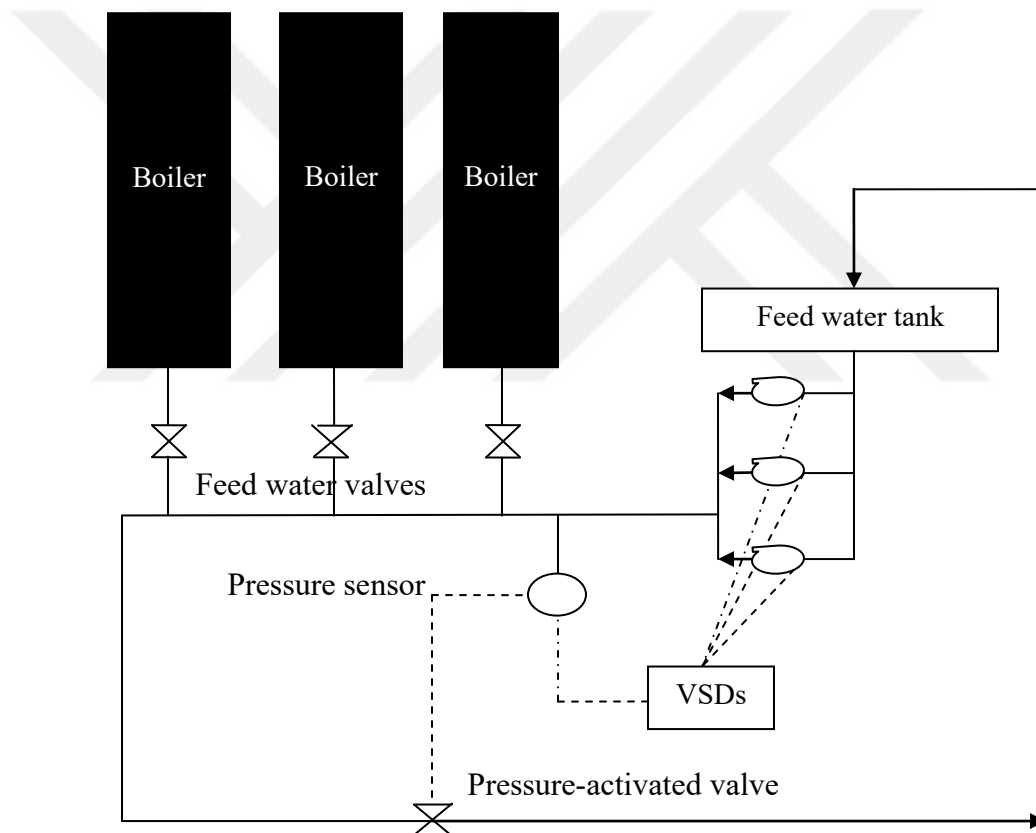 Boiler
Boiler
Boiler
Feed water tank
Feed water valves
Pressure sensor
VSDs
Pressure-activated valve